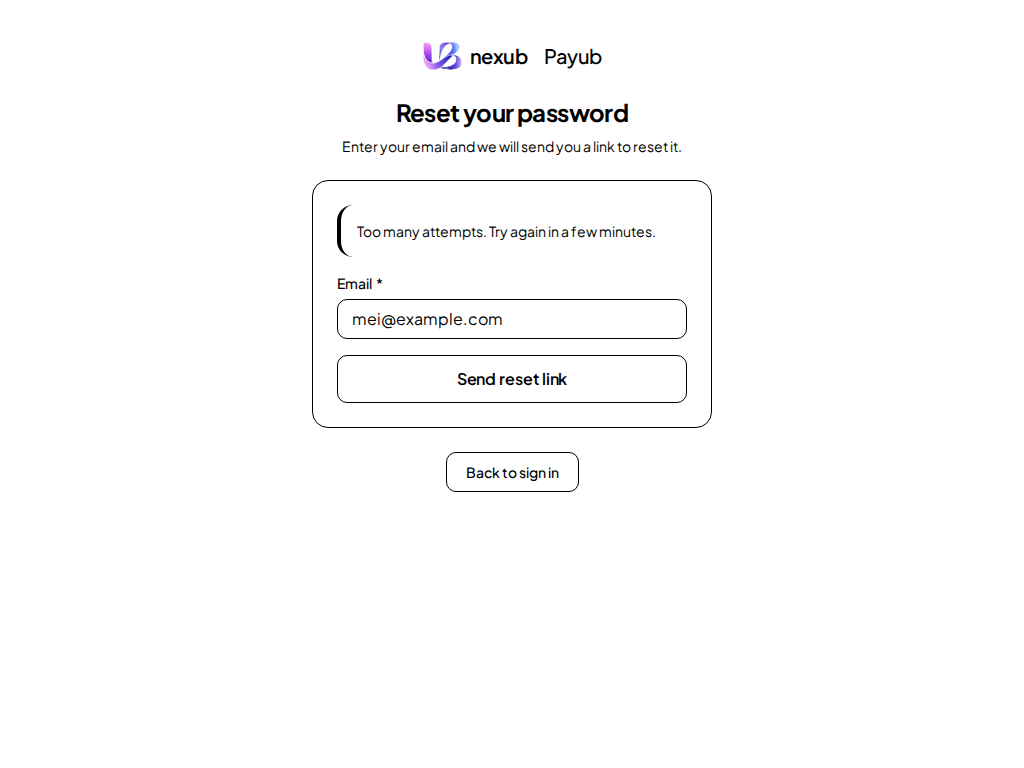 nexub Payub
Reset your password
Enter your email and we will send you a link to reset it.
Too many attempts. Try again in a few minutes.
Email *
mei@example.com
Send reset link
Back to sign in